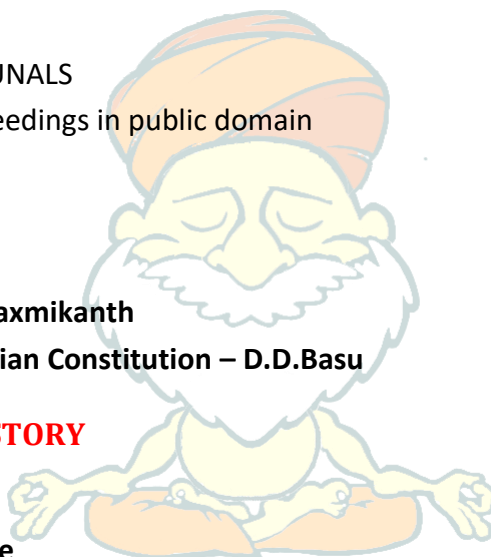 UNALS
eedings in public domain
axmikanth
ian Constitution – D.D.Basu
STORY
e